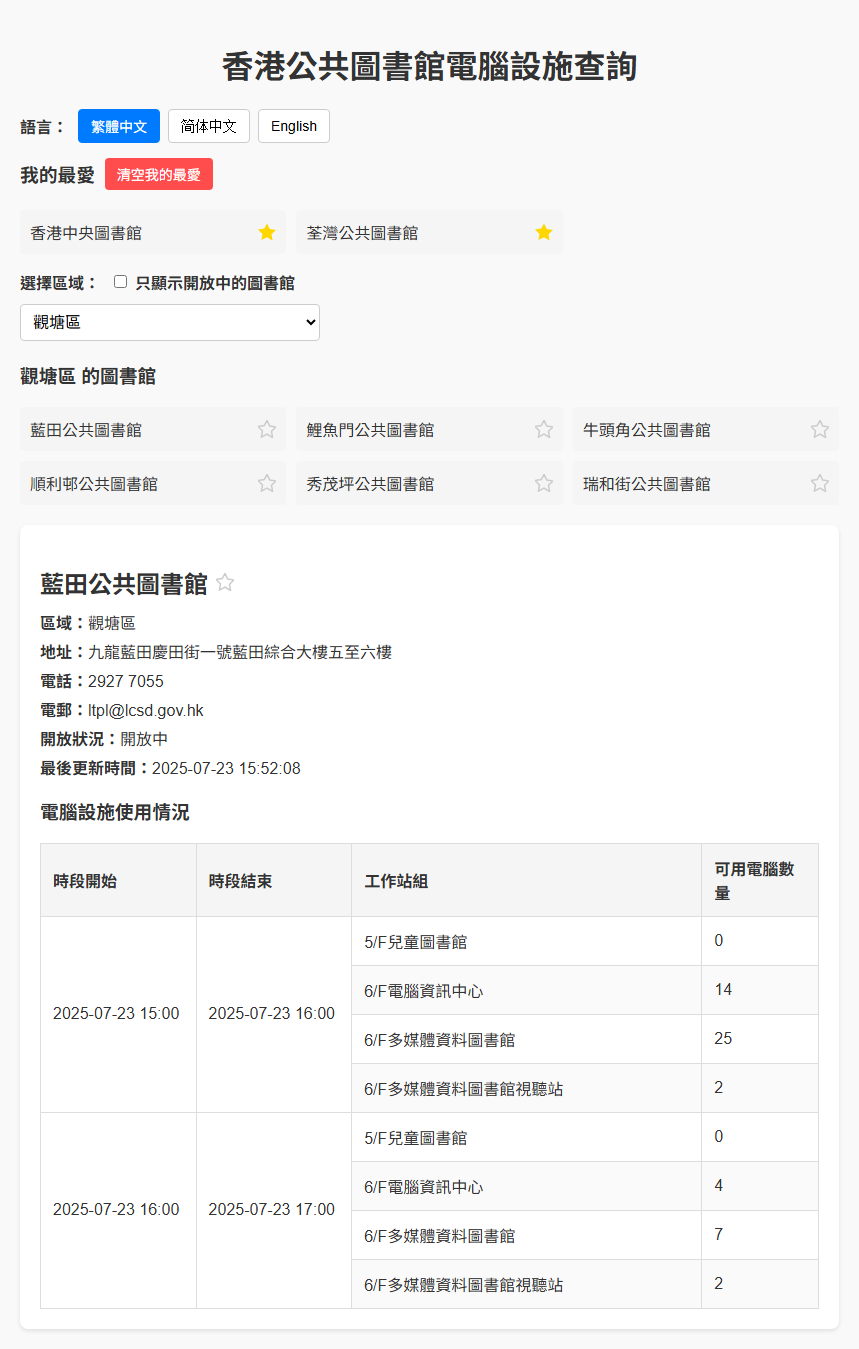 香港公共圖書館電腦設施查詢
語言： 繁體中文 简体中文 English
我的最愛 清空我的最愛
香港中央圖書館 荃灣公共圖書館
選擇區域： 只顯示開放中的圖書館
觀塘區
觀塘區 的圖書館
藍田公共圖書館 鯉魚門公共圖書館 牛頭角公共圖書館
順利邨公共圖書館 秀茂坪公共圖書館 瑞和街公共圖書館
藍田公共圖書館
區域：觀塘區
地址：九龍藍田慶田街一號藍田綜合大樓五至六樓
電話：2927 7055
電郵：ltpl@lcsd.gov.hk
開放狀況：開放中
最後更新時間：2025-07-23 15:52:08
電腦設施使用情況
時段開始 時段結束 工作站組 可用電腦數
量
5/F兒童圖書館 0
6/F電腦資訊中心 14
2025-07-23 15:00 2025-07-23 16:00
6/F多媒體資料圖書館 25
6/F多媒體資料圖書館視聽站 2
5/F兒童圖書館 0
6/F電腦資訊中心 4
2025-07-23 16:00 2025-07-23 17:00
6/F多媒體資料圖書館 7
6/F多媒體資料圖書館視聽站 2